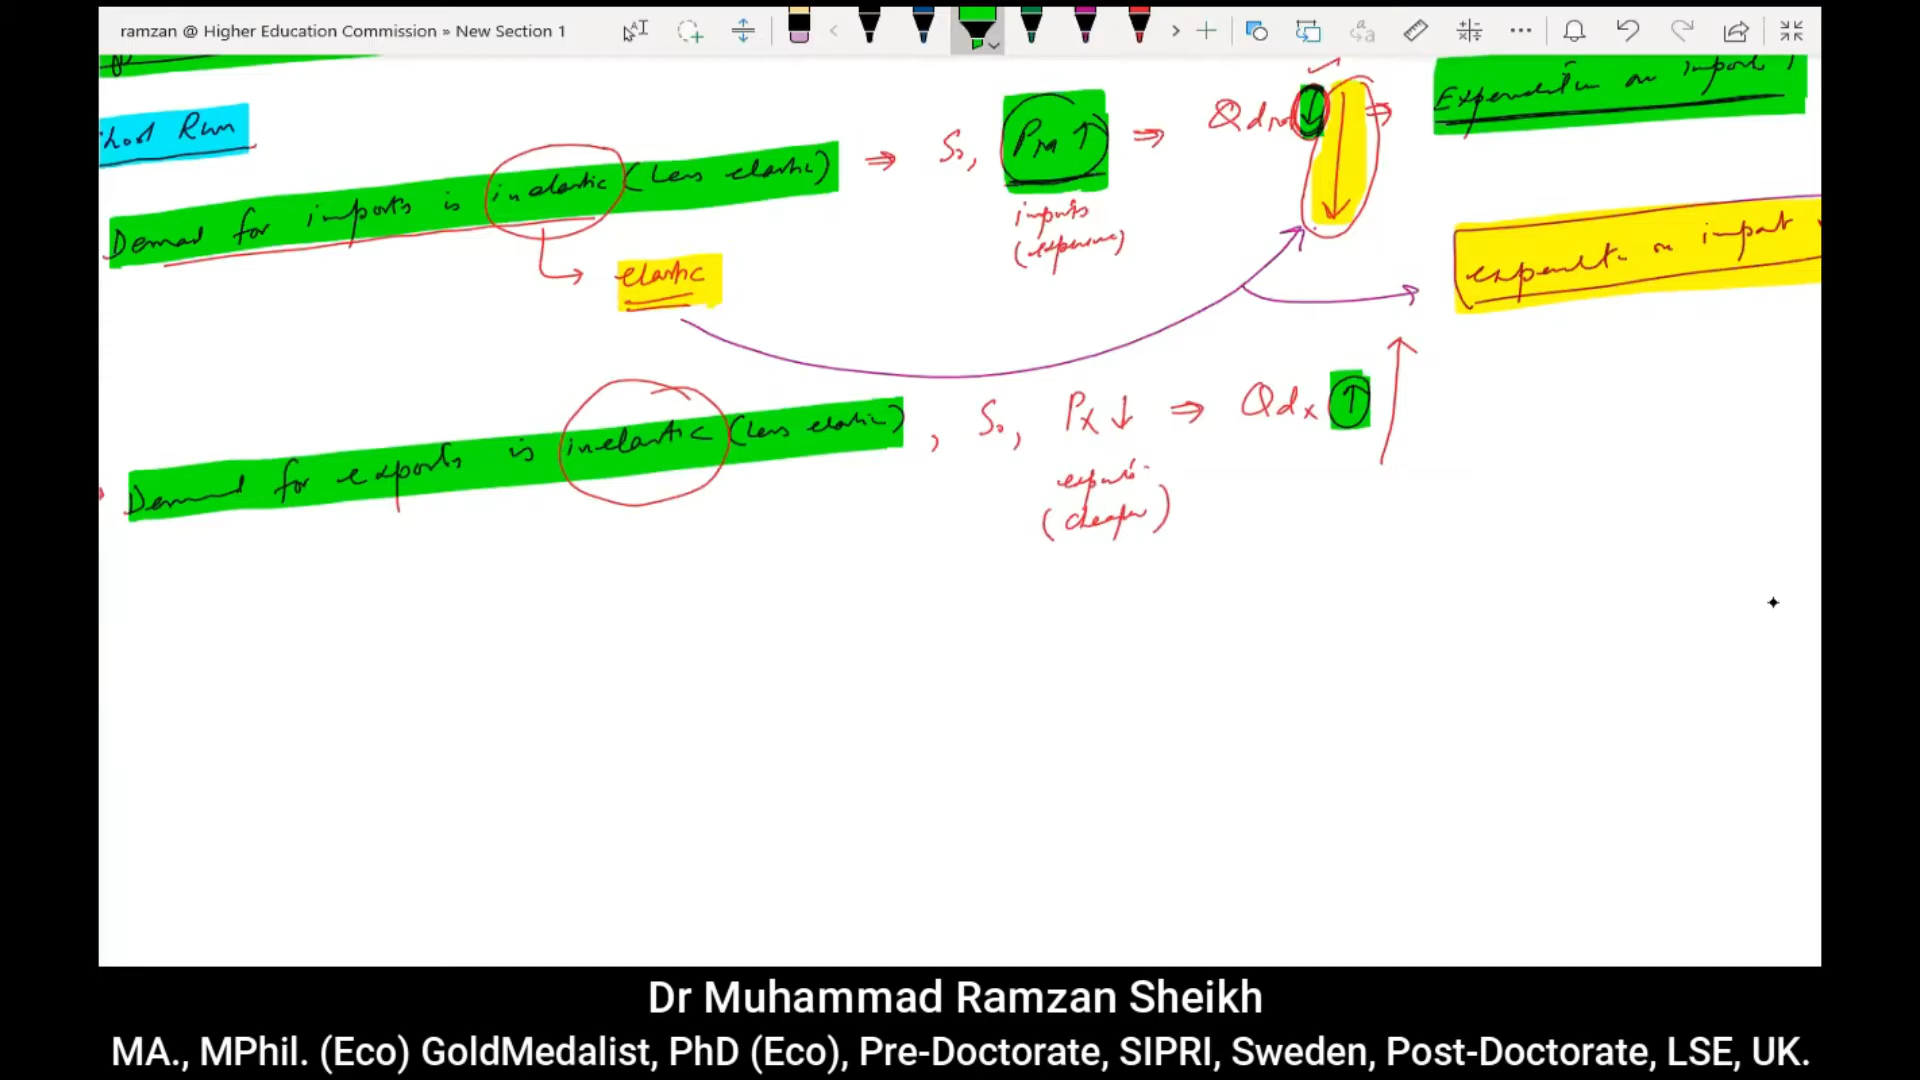 ramzan @ Higher Education Commission » New Section 1
Expenditure on imports ↑
Short Run
Demand for imports is inelastic (Less elastic) ⇒ So, PM ↑ ⇒ QdM ↓ ⇒
imports
(expensive)
elastic
expenditure on import
Demand for exports is inelastic (Less elastic), So, Px ↓ ⇒ Qdx ↑
exports
(cheaper)
Dr Muhammad Ramzan Sheikh
MA., MPhil. (Eco) GoldMedalist, PhD (Eco), Pre-Doctorate, SIPRI, Sweden, Post-Doctorate, LSE, UK.